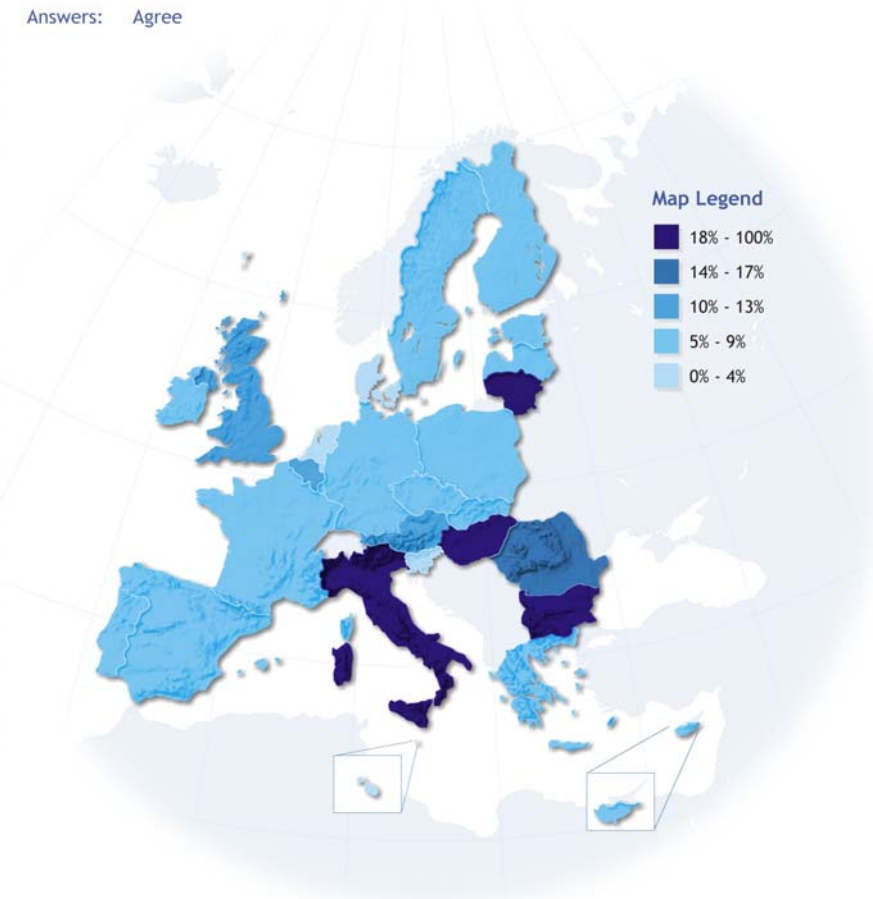 Answers: Agree
Map Legend
18% - 100%
14% - 17%
10% - 13%
5% - 9%
0% - 4%